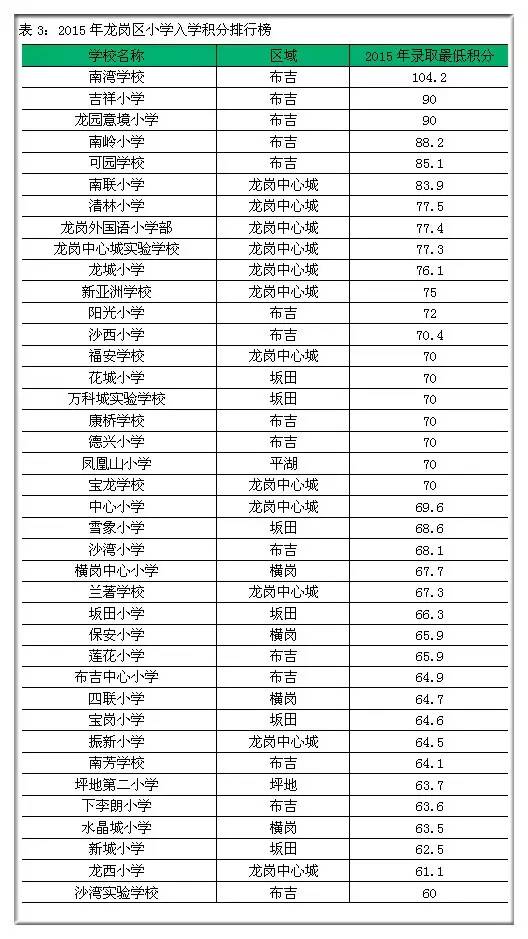 表 3：2015 年龙岗区小学入学积分排行榜
学校名称 区域 2015 年录取最低积分
南湾学校 布吉 104.2
吉祥小学 布吉 90
龙园意境小学 布吉 90
南岭小学 布吉 88.2
可园学校 布吉 85.1
南联小学 龙岗中心城 83.9
清林小学 龙岗中心城 77.5
龙岗外国语小学部 龙岗中心城 77.4
龙岗中心城实验学校 龙岗中心城 77.3
龙城小学 龙岗中心城 76.1
新亚洲学校 龙岗中心城 75
阳光小学 布吉 72
沙西小学 布吉 70.4
福安学校 龙岗中心城 70
花城小学 坂田 70
万科城实验学校 坂田 70
康桥学校 布吉 70
德兴小学 布吉 70
凤凰山小学 平湖 70
宝龙学校 龙岗中心城 70
中心小学 龙岗中心城 69.6
雪象小学 坂田 68.6
沙湾小学 布吉 68.1
横岗中心小学 横岗 67.7
兰著学校 龙岗中心城 67.3
坂田小学 坂田 66.3
保安小学 横岗 65.9
莲花小学 布吉 65.9
布吉中心小学 布吉 64.9
四联小学 横岗 64.7
宝岗小学 坂田 64.6
振新小学 龙岗中心城 64.5
南芳学校 布吉 64.1
坪地第二小学 坪地 63.7
下李朗小学 布吉 63.6
水晶城小学 横岗 63.5
新城小学 坂田 62.5
龙西小学 龙岗中心城 61.1
沙湾实验学校 布吉 60